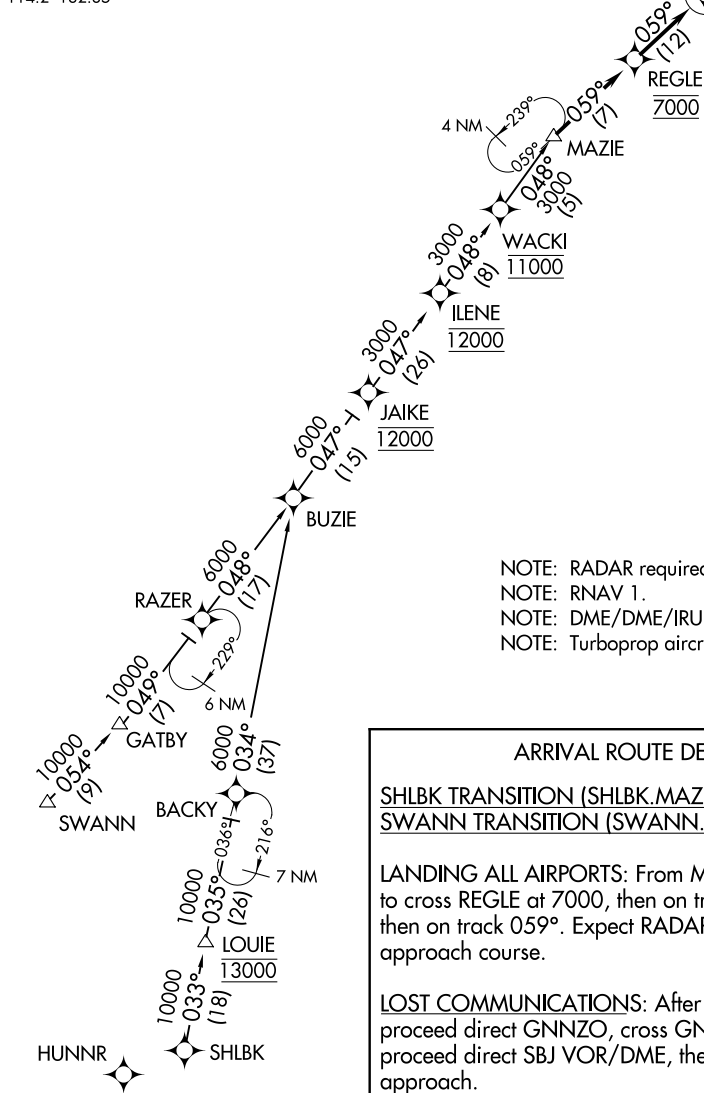 059°
(12)
REGLE
7000
059°
(7)
239°
4 NM
059°
MAZIE
048°
3000
(5)
WACKI
11000
3000
048°
(8)
ILENE
12000
3000
047°
(26)
JAIKE
12000
6000
047°
(15)
BUZIE
6000
048°
(17)
RAZER
229°
6 NM
10000
049°
(7)
GATBY
10000
054°
(9)
SWANN
6000
034°
(37)
BACKY
036°
216°
7 NM
10000
035°
(26)
LOUIE
13000
10000
033°
(18)
HUNNR
SHLBK
NOTE: RADAR required
NOTE: RNAV 1.
NOTE: DME/DME/IRU
NOTE: Turboprop aircr
ARRIVAL ROUTE DE
SHLBK TRANSITION (SHLBK.MAZ
SWANN TRANSITION (SWANN.
LANDING ALL AIRPORTS: From M
to cross REGLE at 7000, then on tr
then on track 059°. Expect RADAR
approach course.
LOST COMMUNICATIONS: After
proceed direct GNNZO, cross GN
proceed direct SBJ VOR/DME, the
approach.